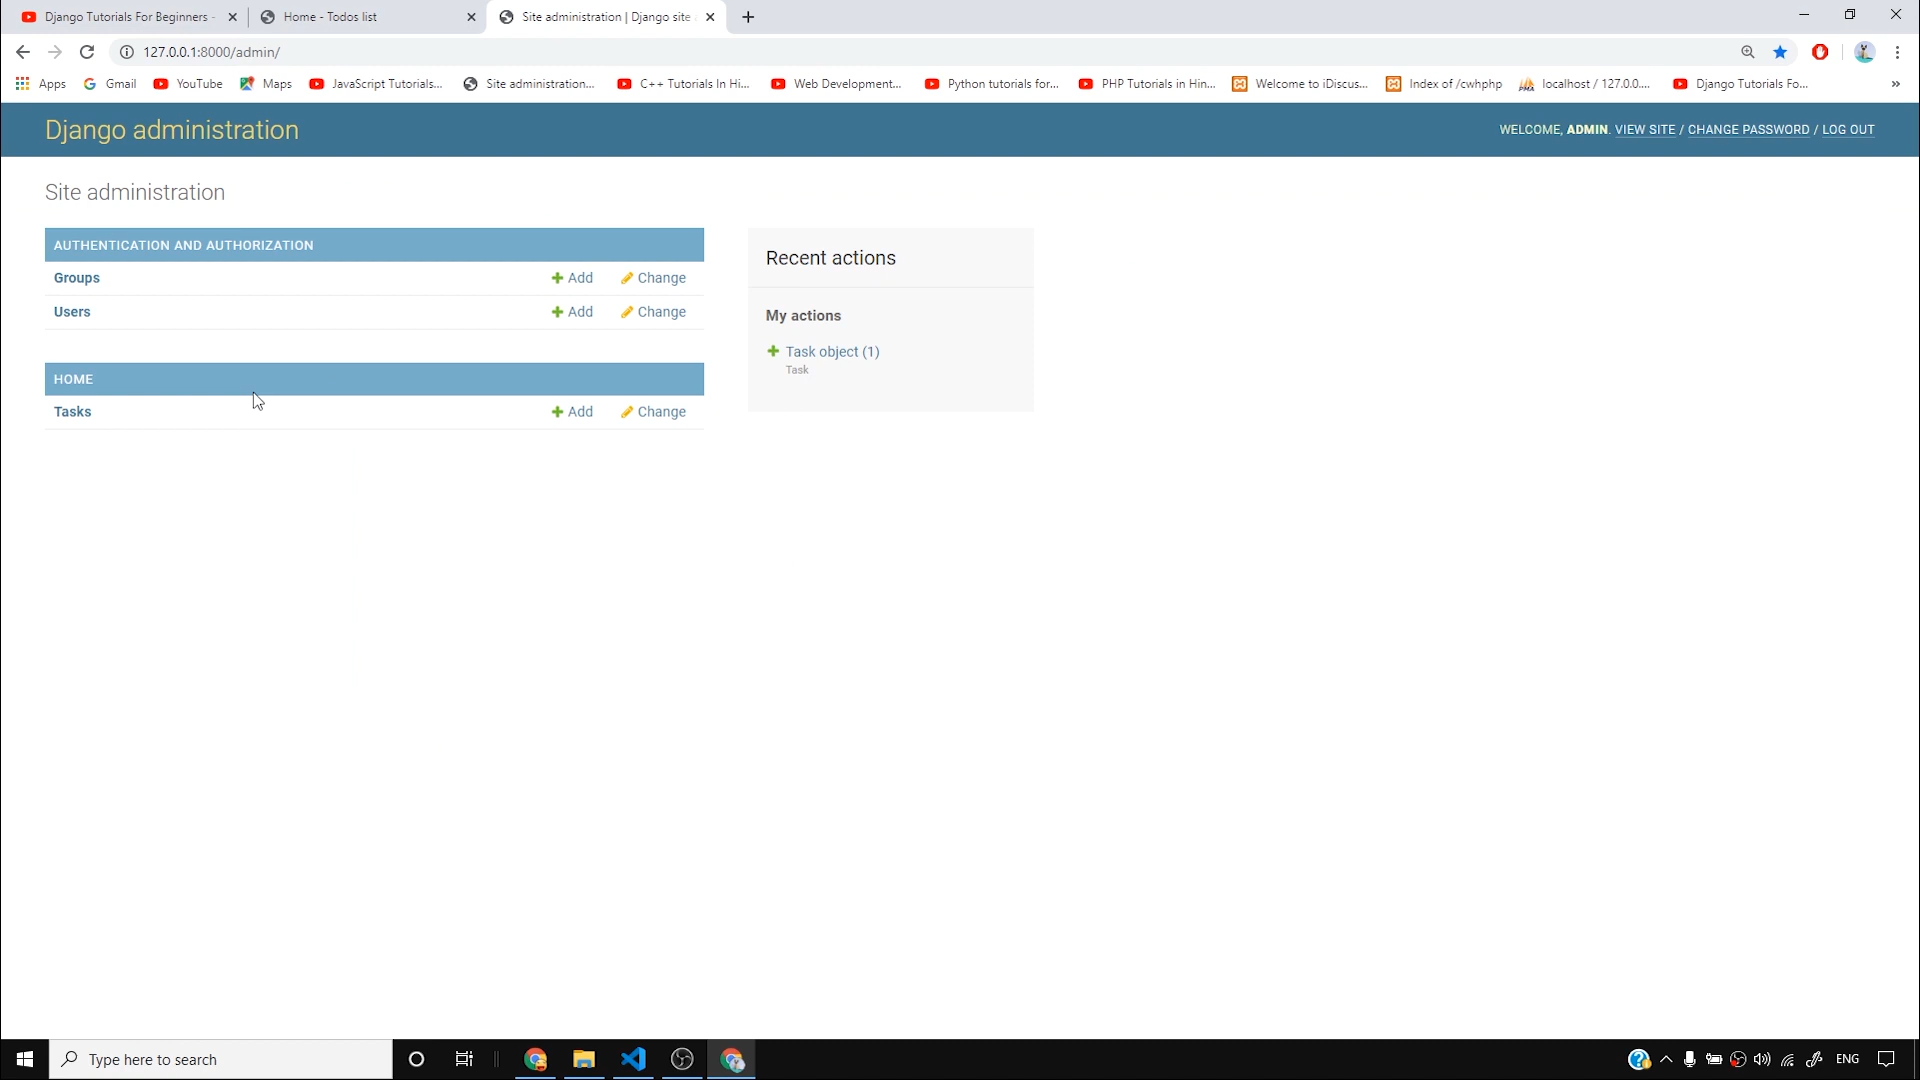 Django Tutorials For Beginners -
Home - Todos list
Site administration | Django site
127.0.0.1:8000/admin/
Apps
Gmail
YouTube
Maps
JavaScript Tutorials...
Site administration...
C++ Tutorials In Hi...
Web Development...
Python tutorials for...
PHP Tutorials in Hin...
Welcome to iDiscus...
Index of /cwhphp
localhost / 127.0.0....
Django Tutorials Fo...
»
Django administration
WELCOME, ADMIN. VIEW SITE / CHANGE PASSWORD / LOG OUT
Site administration
AUTHENTICATION AND AUTHORIZATION
Groups Add Change
Users Add Change
HOME
Tasks Add Change
Recent actions
My actions
Task object (1)
Task
Type here to search
ENG